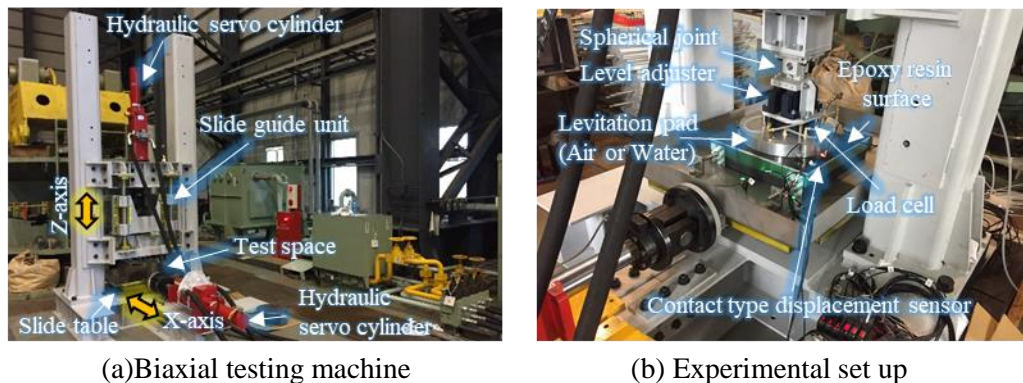 Hydraulic servo cylinder
Slide guide unit
Z-axis
Test space
Hydraulic
servo cylinder
Slide table
X-axis
(a)Biaxial testing machine
Spherical joint
Level adjuster
Epoxy resin
surface
Levitation pad
(Air or Water)
Load cell
Contact type displacement sensor
(b) Experimental set up